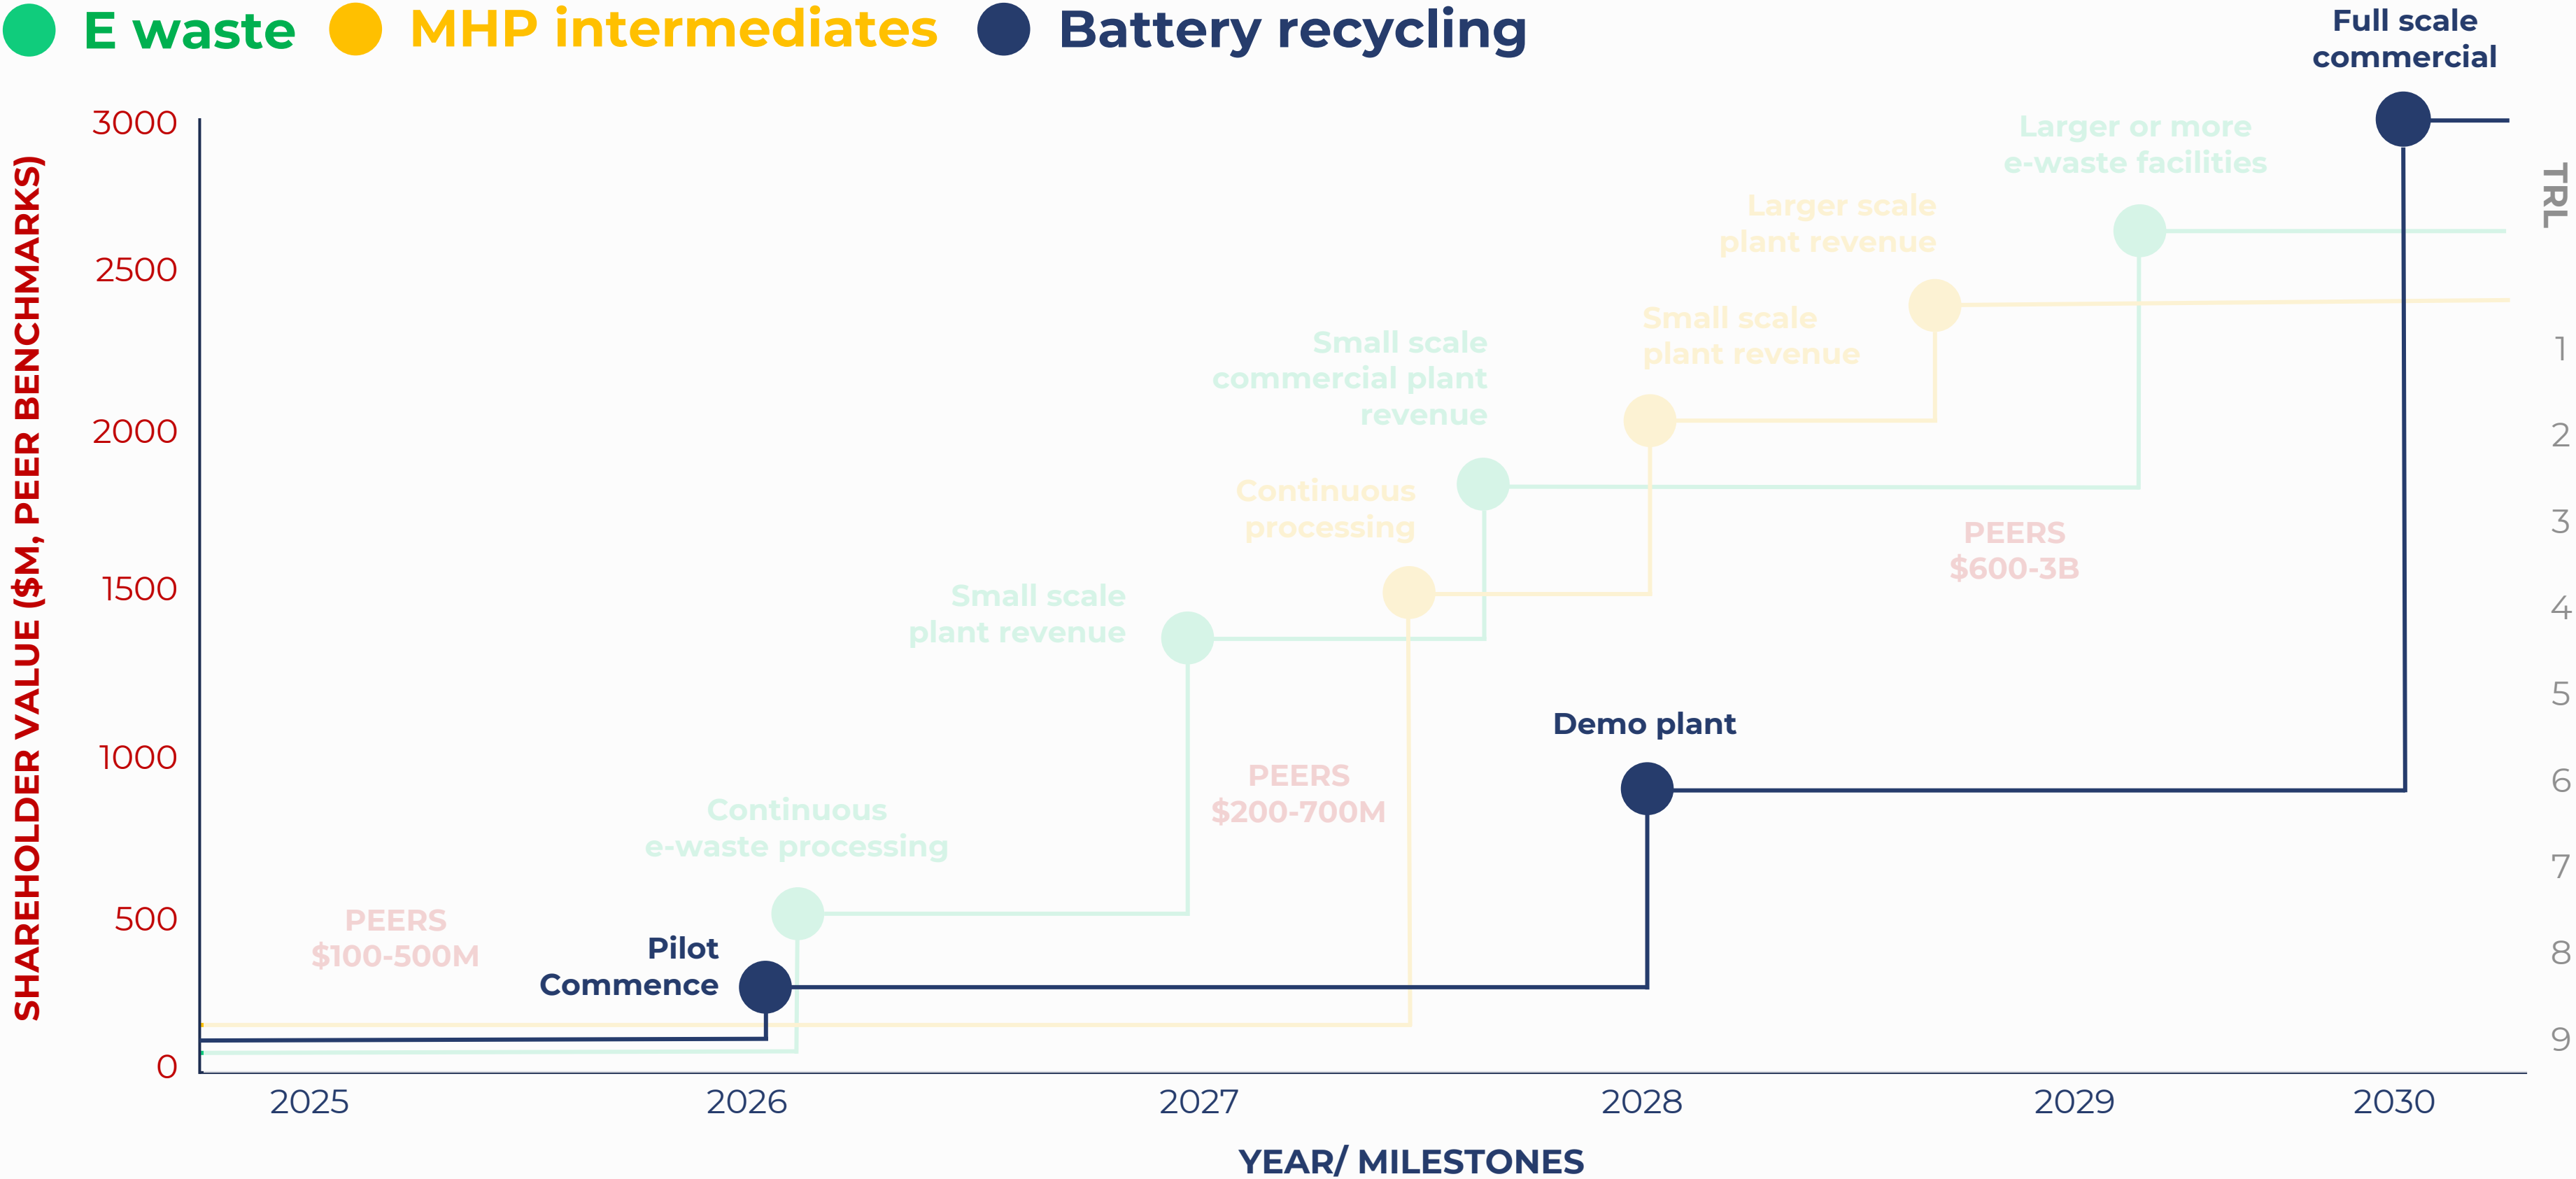 E waste
MHP intermediates
Battery recycling
Full scale
commercial
SHAREHOLDER VALUE ($M, PEER BENCHMARKS)
3000
2500
2000
1500
1000
500
0
Larger or more
e-waste facilities
Larger scale
plant revenue
Small scale
plant revenue
Small scale
commercial plant
revenue
Continuous
processing
PEERS
$600-3B
Small scale
plant revenue
Demo plant
PEERS
$200-700M
Continuous
e-waste processing
PEERS
$100-500M
Pilot
Commence
TRL
1
2
3
4
5
6
7
8
9
2025
2026
2027
2028
2029
2030
YEAR/ MILESTONES